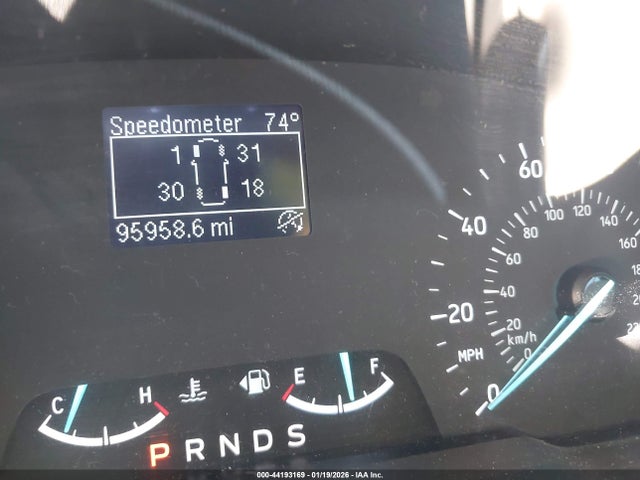 Speedometer 74°
1 31
30 18
95958.6 mi
60
40
20
0
MPH
100 120 140
80 160
60
40
20
0
km/h
C H
E F
P R N D S
000-44193169 - 01/19/2026 - IAA Inc.